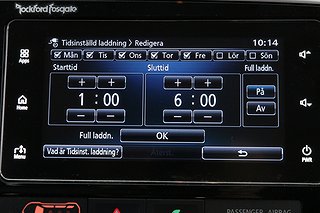 Rockford Fosgate
Tidsinställd laddning > Redigera 10:14
Mån Tis Ons Tor Fre Lör Sön
Starttid Sluttid Full laddn.
Apps
+ + + +
1 : 00 6 : 00 På
Home
− − − − Av
Full laddn. OK
Vad är Tidsinst. laddning? Återst.
Menu PWR
PASSENGER AIRBAG